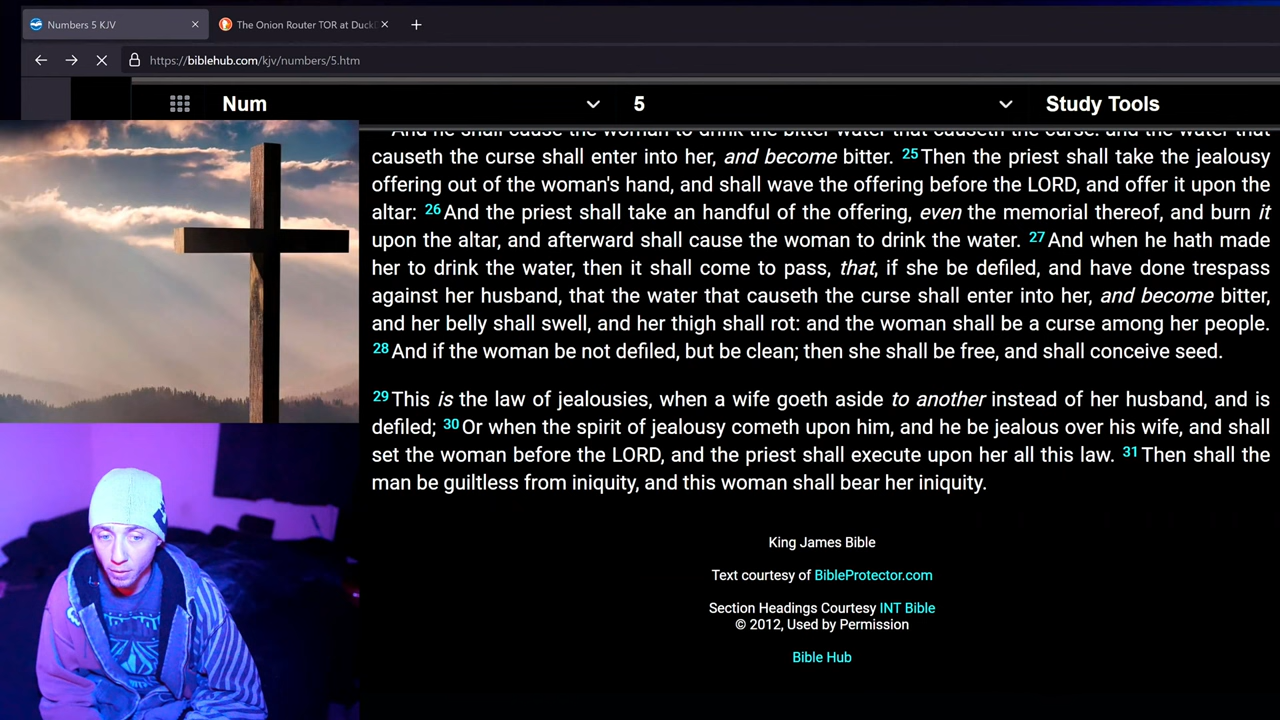 Numbers 5 KJV
The Onion Router TOR at Duck
https://biblehub.com/kjv/numbers/5.htm
Num 5 Study Tools
And he shall cause the woman to drink the bitter water that causeth the curse: and the water that
causeth the curse shall enter into her, and become bitter. 25 Then the priest shall take the jealousy
offering out of the woman's hand, and shall wave the offering before the LORD, and offer it upon the
altar: 26 And the priest shall take an handful of the offering, even the memorial thereof, and burn it
upon the altar, and afterward shall cause the woman to drink the water. 27 And when he hath made
her to drink the water, then it shall come to pass, that, if she be defiled, and have done trespass
against her husband, that the water that causeth the curse shall enter into her, and become bitter,
and her belly shall swell, and her thigh shall rot: and the woman shall be a curse among her people.
28 And if the woman be not defiled, but be clean; then she shall be free, and shall conceive seed.
29 This is the law of jealousies, when a wife goeth aside to another instead of her husband, and is
defiled; 30 Or when the spirit of jealousy cometh upon him, and he be jealous over his wife, and shall
set the woman before the LORD, and the priest shall execute upon her all this law. 31 Then shall the
man be guiltless from iniquity, and this woman shall bear her iniquity.
King James Bible
Text courtesy of BibleProtector.com
Section Headings Courtesy INT Bible
© 2012, Used by Permission
Bible Hub